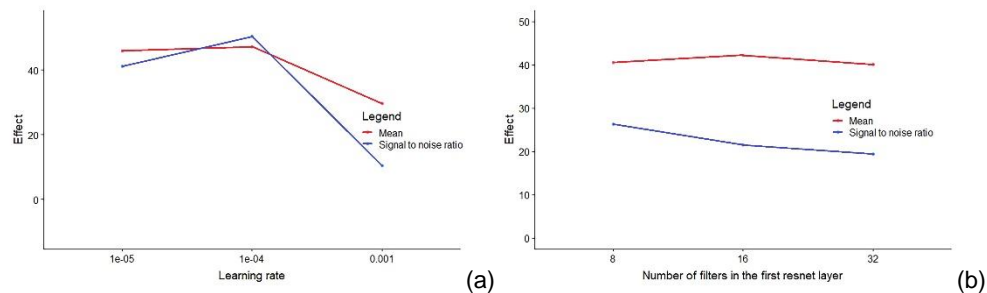 40
20
0
Effect
1e-05
1e-04
0.001
Learning rate
Legend
Mean
Signal to noise ratio
(a)
50
40
30
20
10
0
Effect
8
16
32
Number of filters in the first resnet layer
Legend
Mean
Signal to noise ratio
(b)